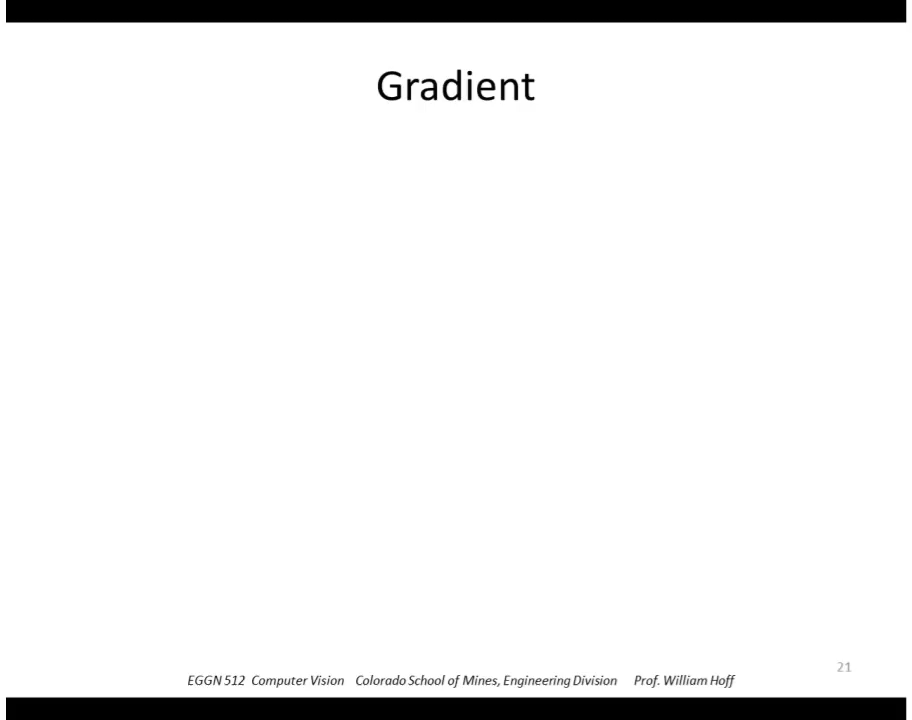 Gradient
21
EGGN 512 Computer Vision Colorado School of Mines, Engineering Division Prof. William Hoff